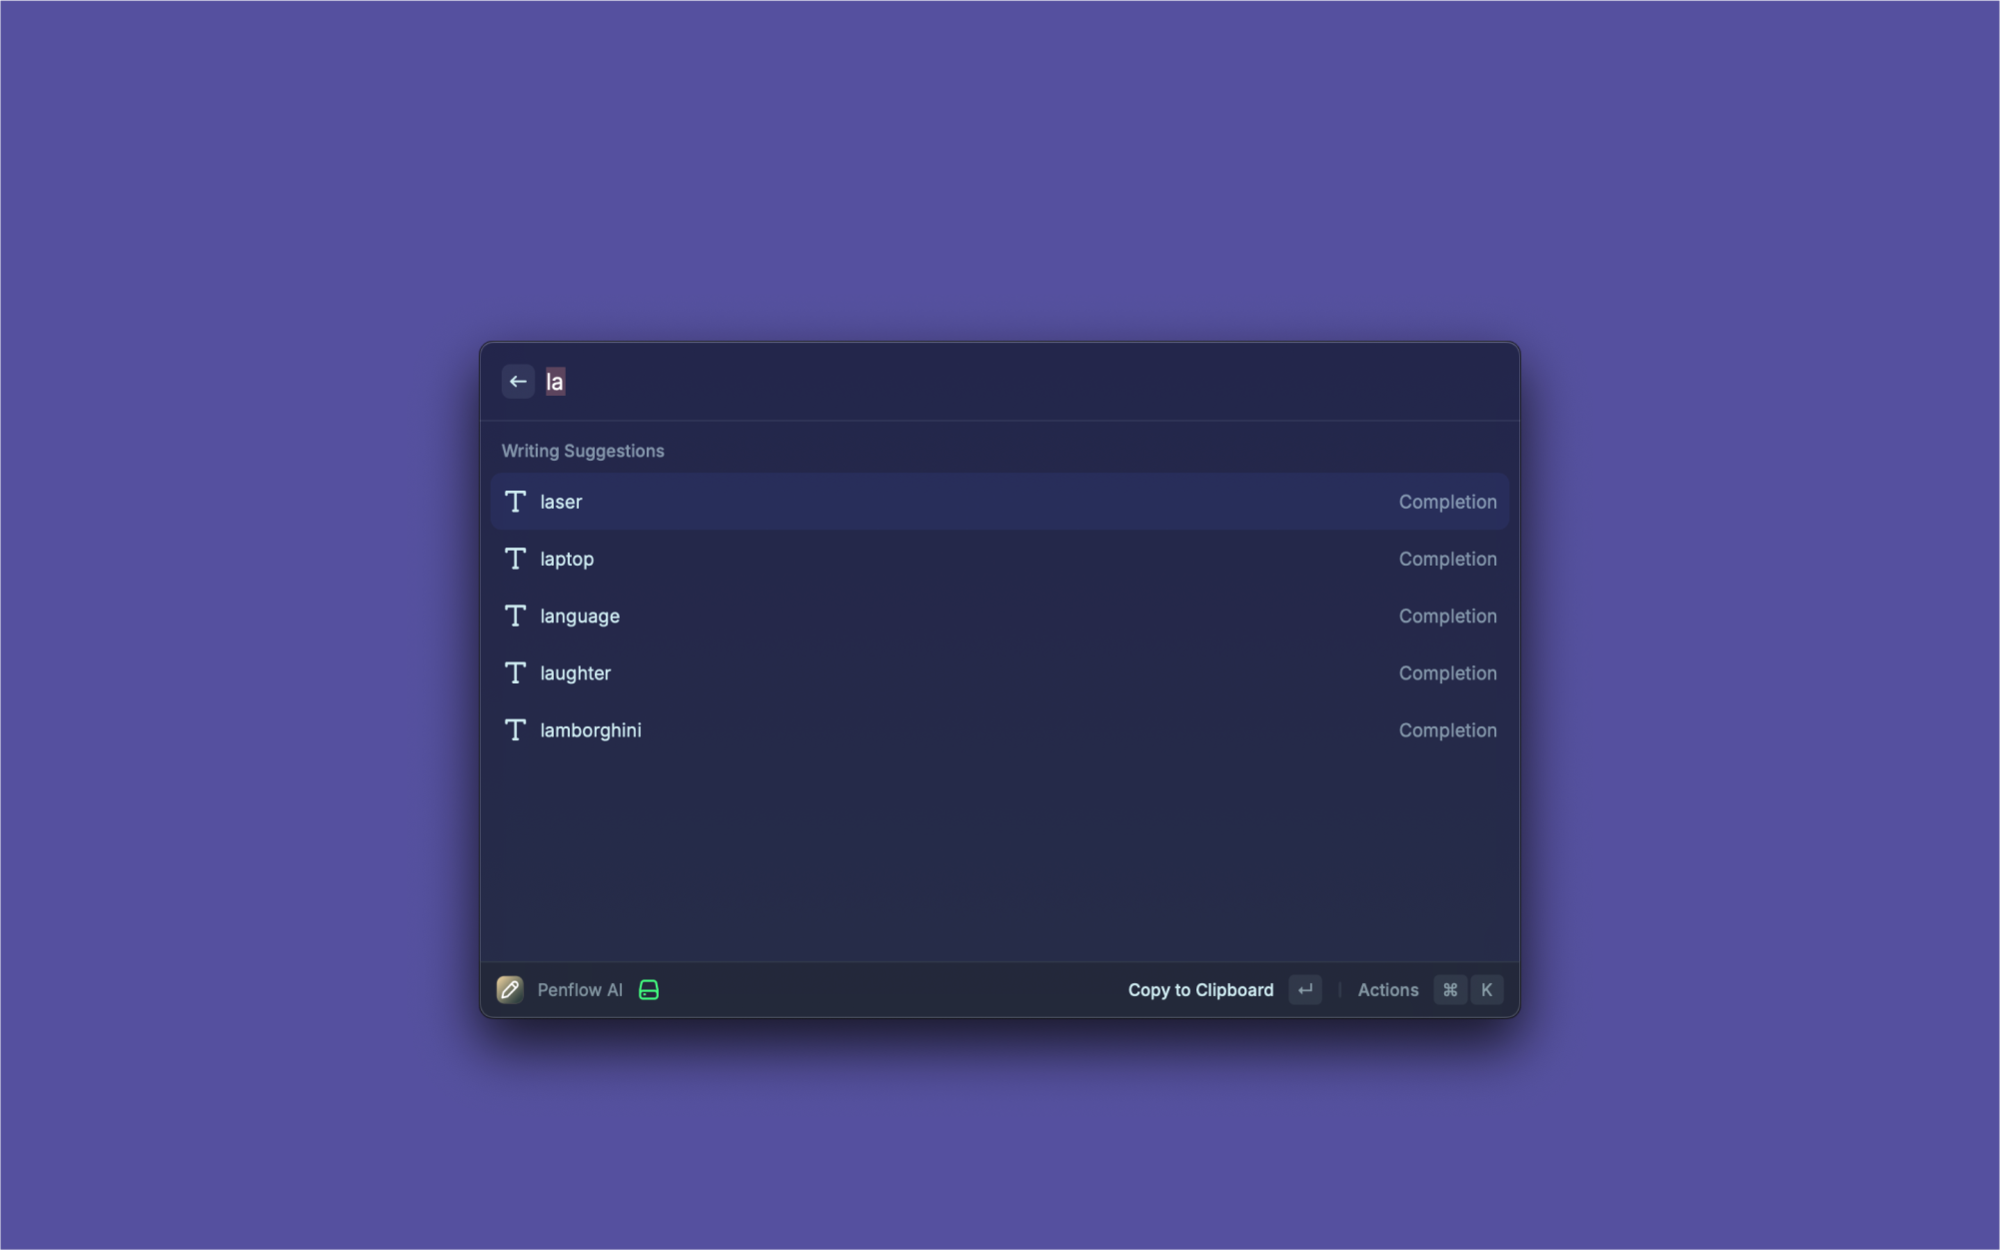 la
Writing Suggestions
laser Completion
laptop Completion
language Completion
laughter Completion
lamborghini Completion
Penflow AI Copy to Clipboard ↵ Actions ⌘ K